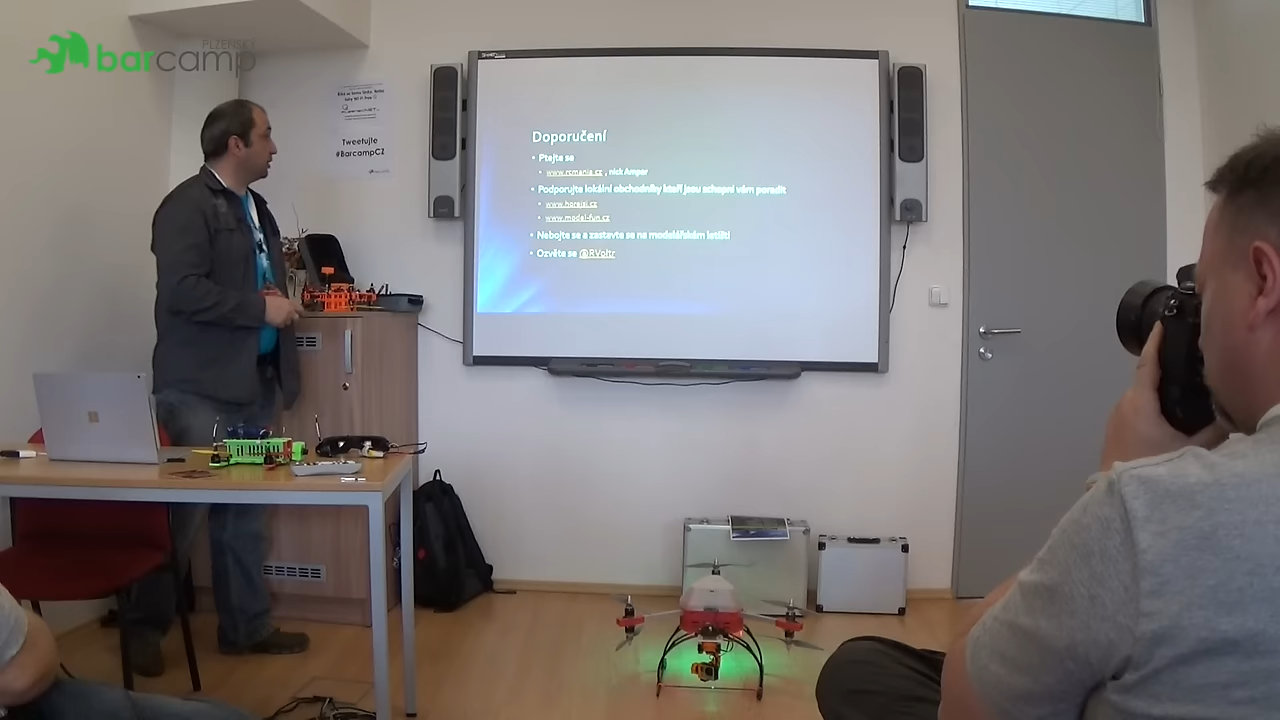 PLZEŇSKÝ
barcamp
Tweetujte
#BarcampCZ
Doporučení
• Ptejte se
• www.rcmania.cz , nick Amper
• Podporujte lokální obchodníky kteří jsou schopni vám poradit
• www.horejsi.cz
• www.model-fun.cz
• Nebojte se a zastavte se na modelářském letišti
• Ozvěte se @RVoltr